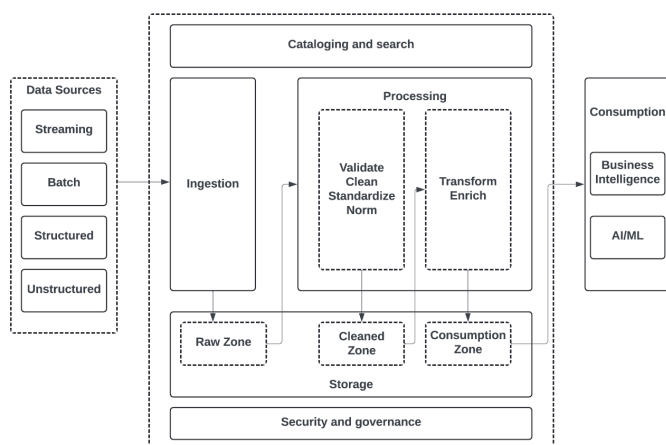 Cataloging and search
Data Sources
Streaming
Batch
Structured
Unstructured
Ingestion
Processing
Validate
Clean
Standardize
Norm
Transform
Enrich
Raw Zone
Cleaned
Zone
Consumption
Zone
Storage
Security and governance
Consumption
Business
Intelligence
AI/ML